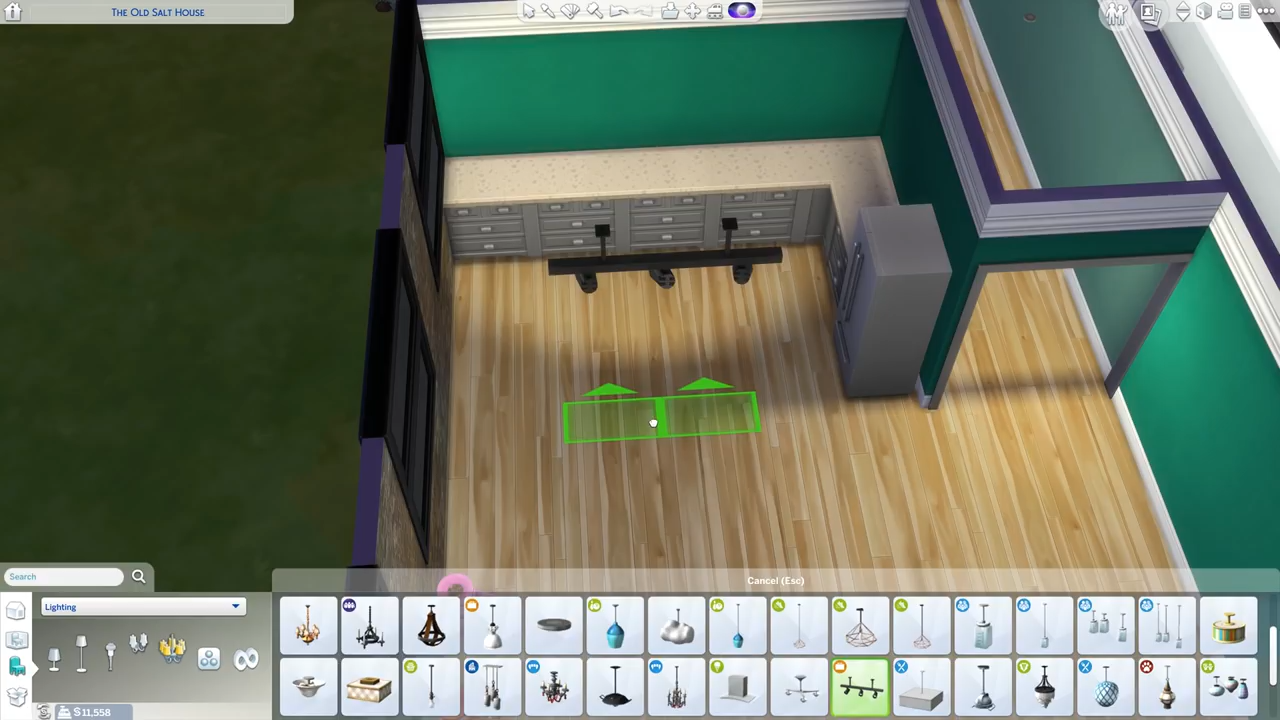 The Old Salt House
Cancel (Esc)
Search
Lighting
$11,558